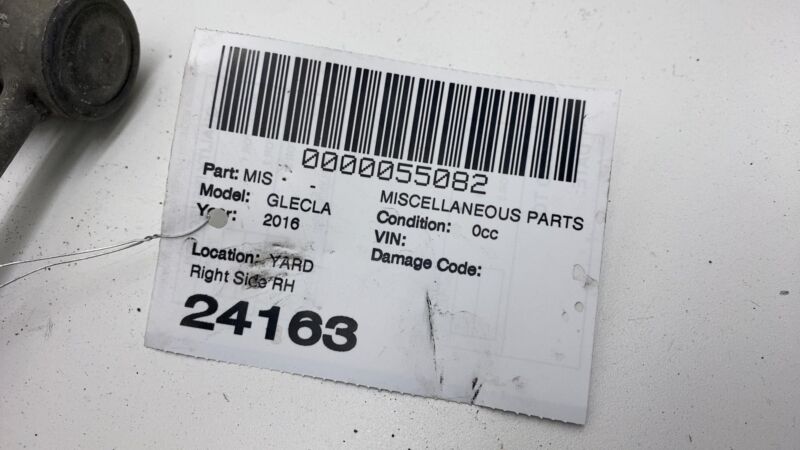 0000055082
Part: MIS - -
MISCELLANEOUS PARTS
Model: GLECLA
Condition: 0cc
Year: 2016
VIN:
Location: YARD
Damage Code:
Right Side RH
24163